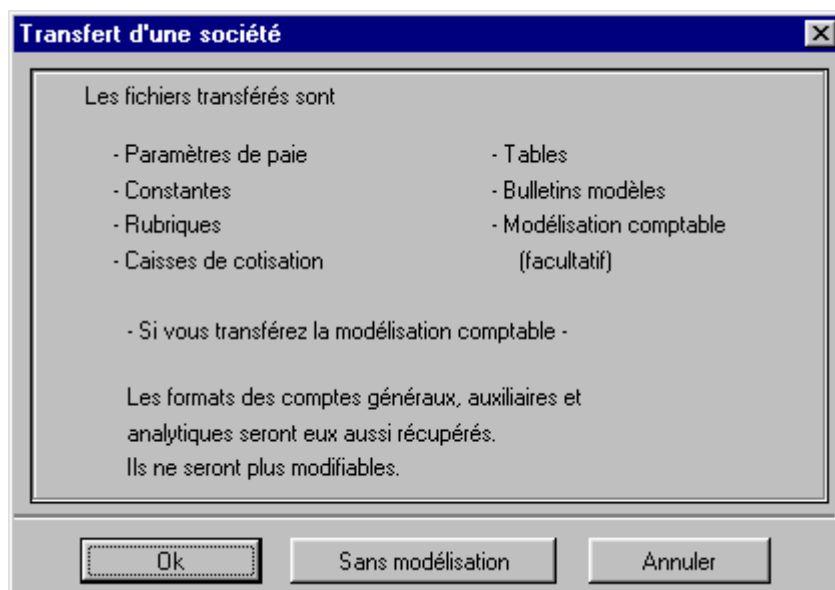 Transfert d'une société
Les fichiers transférés sont
- Paramètres de paie
- Constantes
- Rubriques
- Caisses de cotisation
- Tables
- Bulletins modèles
- Modélisation comptable
(facultatif)
- Si vous transférez la modélisation comptable -
Les formats des comptes généraux, auxiliaires et
analytiques seront eux aussi récupérés.
Ils ne seront plus modifiables.
Ok
Sans modélisation
Annuler